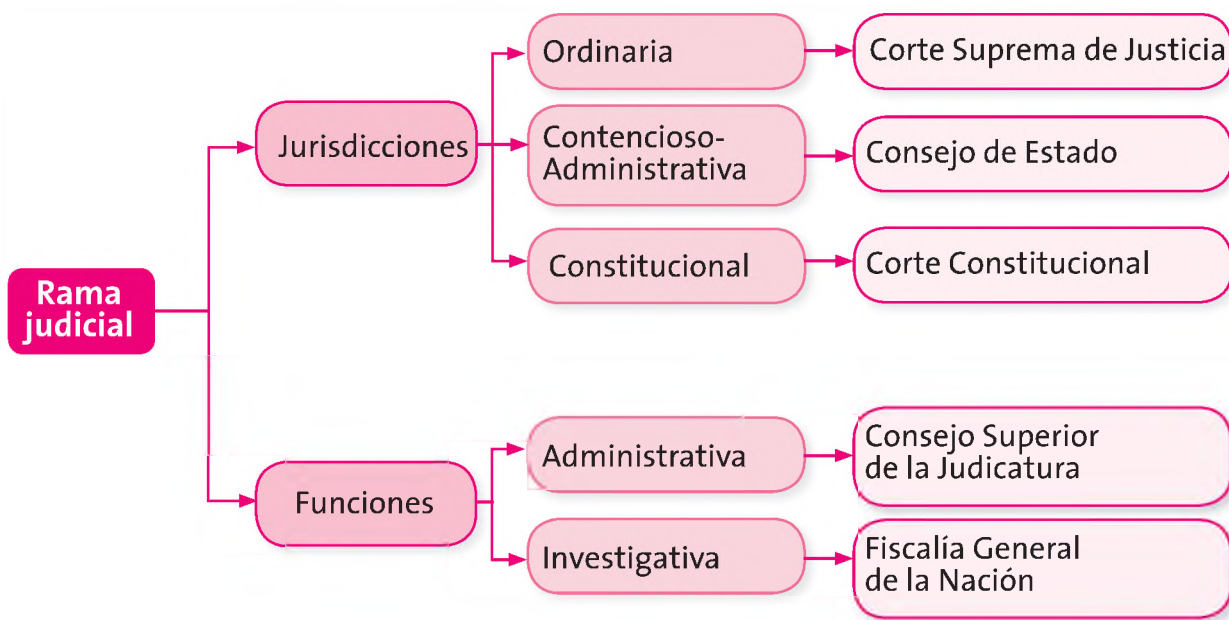 Rama
judicial
Jurisdicciones
Ordinaria
Corte Suprema de Justicia
Contencioso-
Administrativa
Consejo de Estado
Constitucional
Corte Constitucional
Funciones
Administrativa
Consejo Superior
de la Judicatura
Investigativa
Fiscalía General
de la Nación